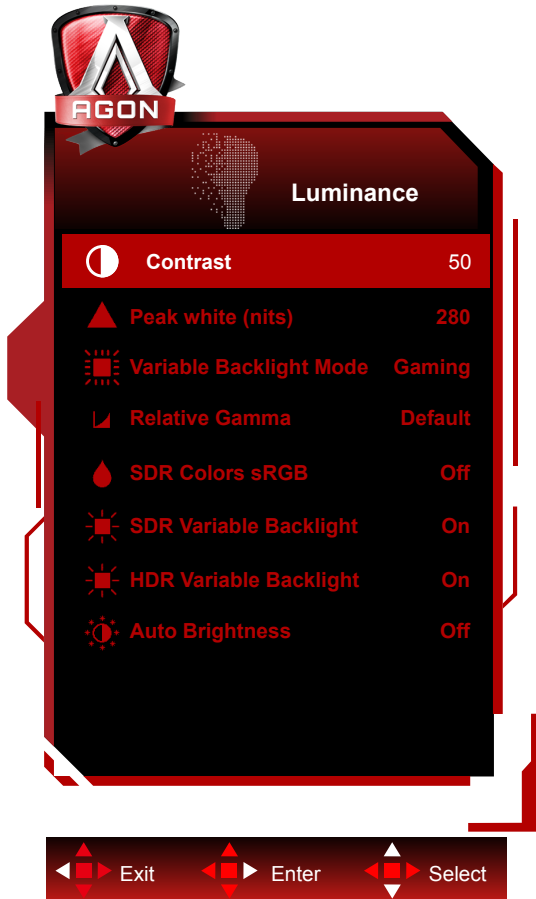 AGON
Luminance
Contrast 50
Peak white (nits) 280
Variable Backlight Mode Gaming
Relative Gamma Default
SDR Colors sRGB Off
SDR Variable Backlight On
HDR Variable Backlight On
Auto Brightness Off
Exit Enter Select